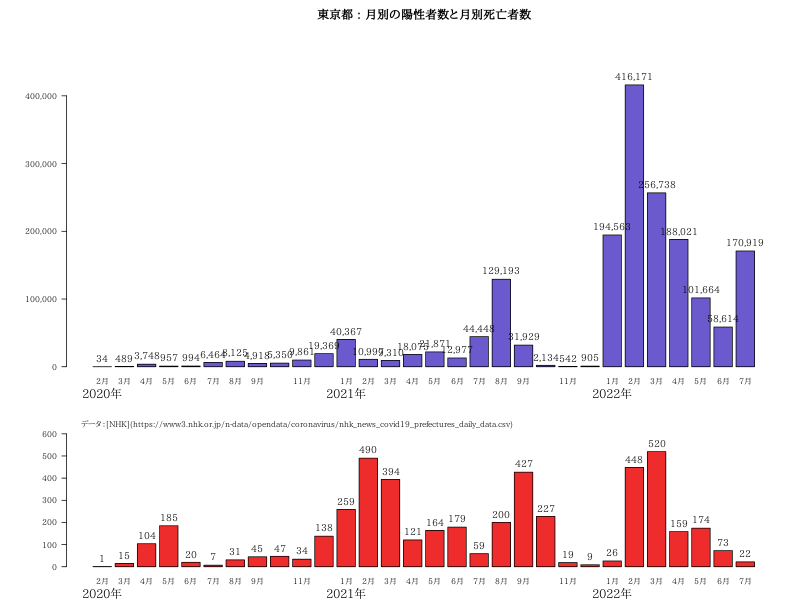 東京都：月別の陽性者数と月別死亡者数
416,171
400,000
300,000
256,738
200,000
194,563
188,021
170,919
129,193
100,000
101,664
58,614
34 489 3,748 957 994 6,464 8,125 4,918 5,350 9,861 19,369 40,367 10,997 9,310 18,075 21,871 12,977 44,448 31,929 2,134 542 905
0
2月 3月 4月 5月 6月 7月 8月 9月 11月 1月 2月 3月 4月 5月 6月 7月 8月 9月 11月 1月 2月 3月 4月 5月 6月 7月
2020年 2021年 2022年
データ:[NHK](https://www3.nhk.or.jp/n-data/opendata/coronavirus/nhk_news_covid19_prefectures_daily_data.csv)
600
500
400
300
200
100
0
1 15 104 185 20 7 31 45 47 34 138 259 490 394 121 164 179 59 200 427 227 19 9 26 448 520 159 174 73 22
2月 3月 4月 5月 6月 7月 8月 9月 11月 1月 2月 3月 4月 5月 6月 7月 8月 9月 11月 1月 2月 3月 4月 5月 6月 7月
2020年 2021年 2022年